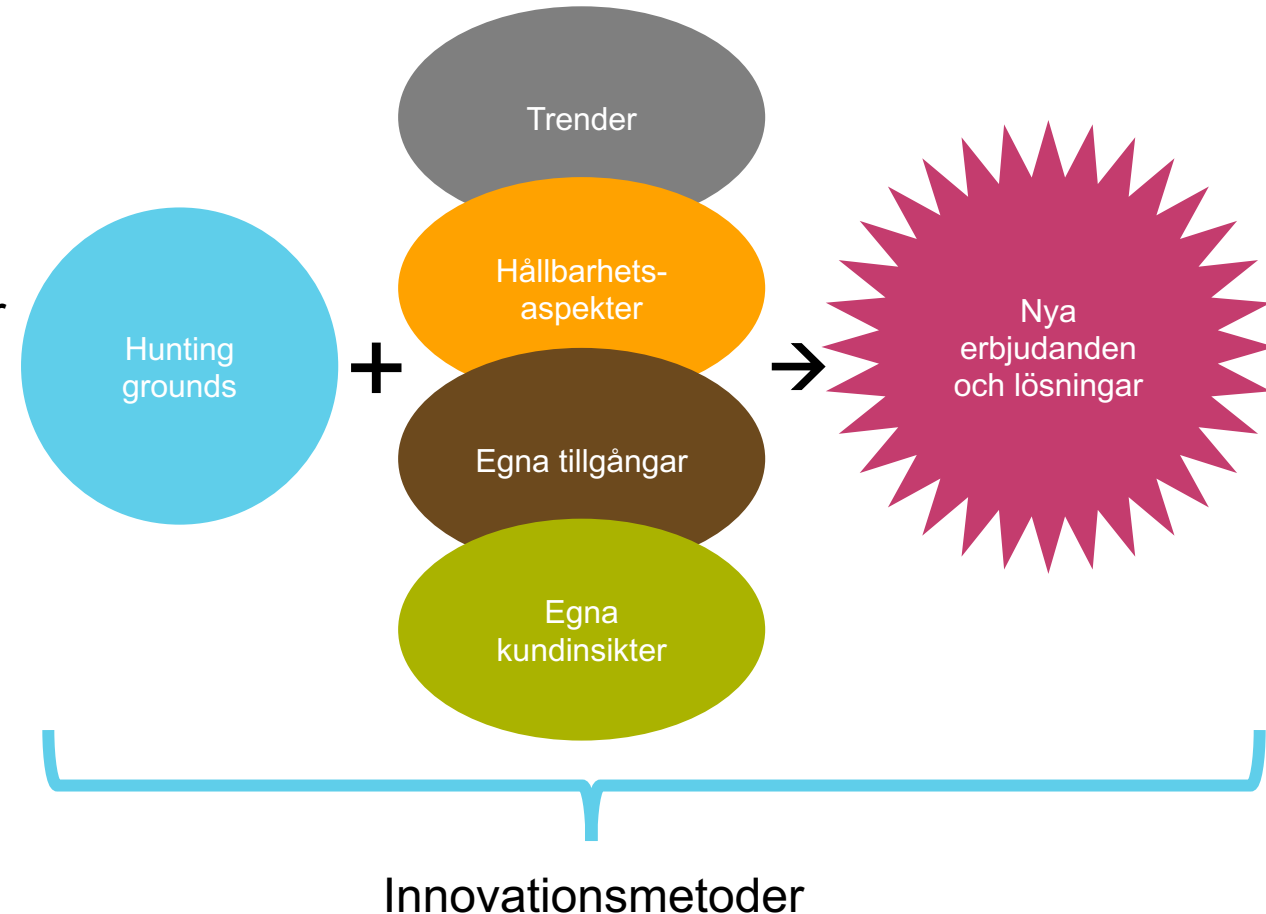 Hunting
grounds
+
Trender
Hållbarhets-
aspekter
Egna tillgångar
Egna
kundinsikter
→
Nya
erbjudanden
och lösningar
Innovationsmetoder